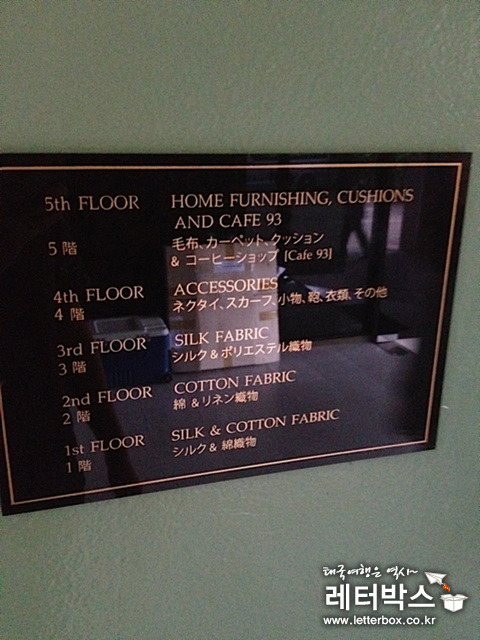 5th FLOOR HOME FURNISHING, CUSHIONS
AND CAFE 93
5 階 毛布、カーペット、クッション
& コーヒーショップ [Cafe 93]
4th FLOOR ACCESSORIES
4 階 ネクタイ、スカーフ、小物、鞄、衣類、その他
3rd FLOOR SILK FABRIC
3 階 シルク&ポリエステル織物
2nd FLOOR COTTON FABRIC
2 階 綿 &リネン織物
1st FLOOR SILK & COTTON FABRIC
1 階 シルク& 綿織物
태국여행은 역사~
레터박스
www.letterbox.co.kr